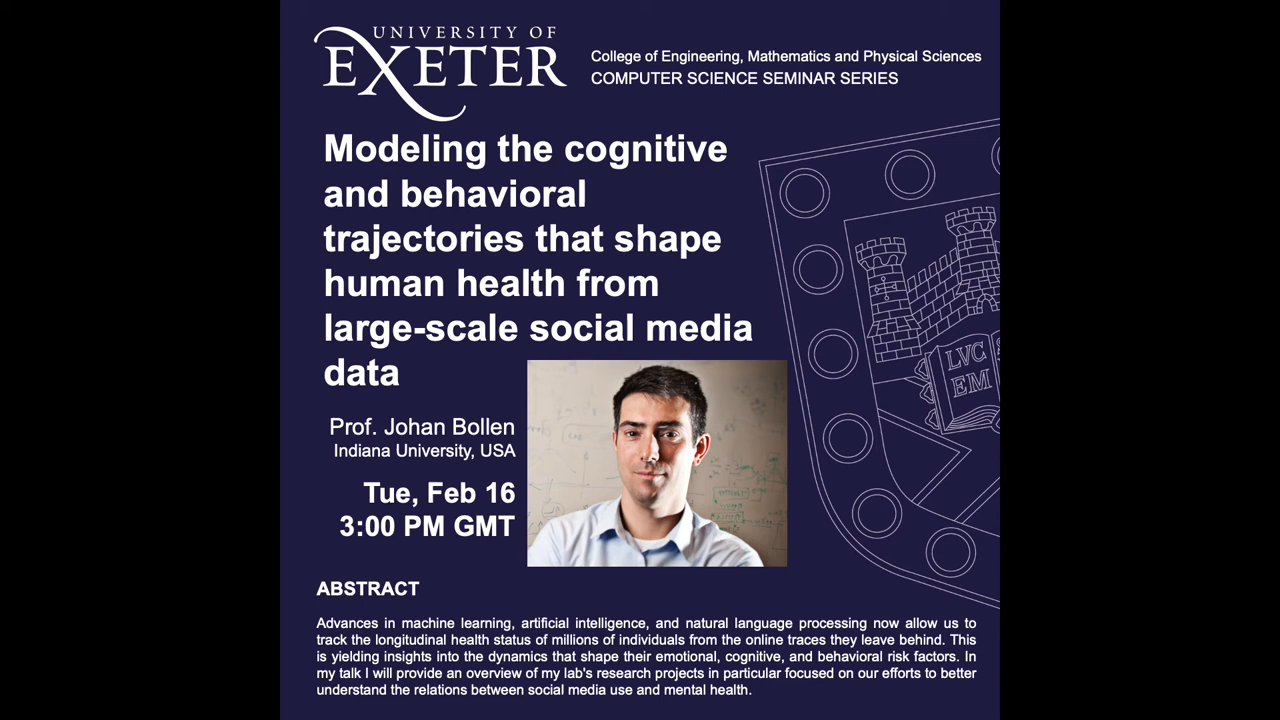 UNIVERSITY OF
EXETER
College of Engineering, Mathematics and Physical Sciences
COMPUTER SCIENCE SEMINAR SERIES
Modeling the cognitive
and behavioral
trajectories that shape
human health from
large-scale social media
data
Prof. Johan Bollen
Indiana University, USA
Tue, Feb 16
3:00 PM GMT
LVC
EM
ABSTRACT
Advances in machine learning, artificial intelligence, and natural language processing now allow us to
track the longitudinal health status of millions of individuals from the online traces they leave behind. This
is yielding insights into the dynamics that shape their emotional, cognitive, and behavioral risk factors. In
my talk I will provide an overview of my lab's research projects in particular focused on our efforts to better
understand the relations between social media use and mental health.